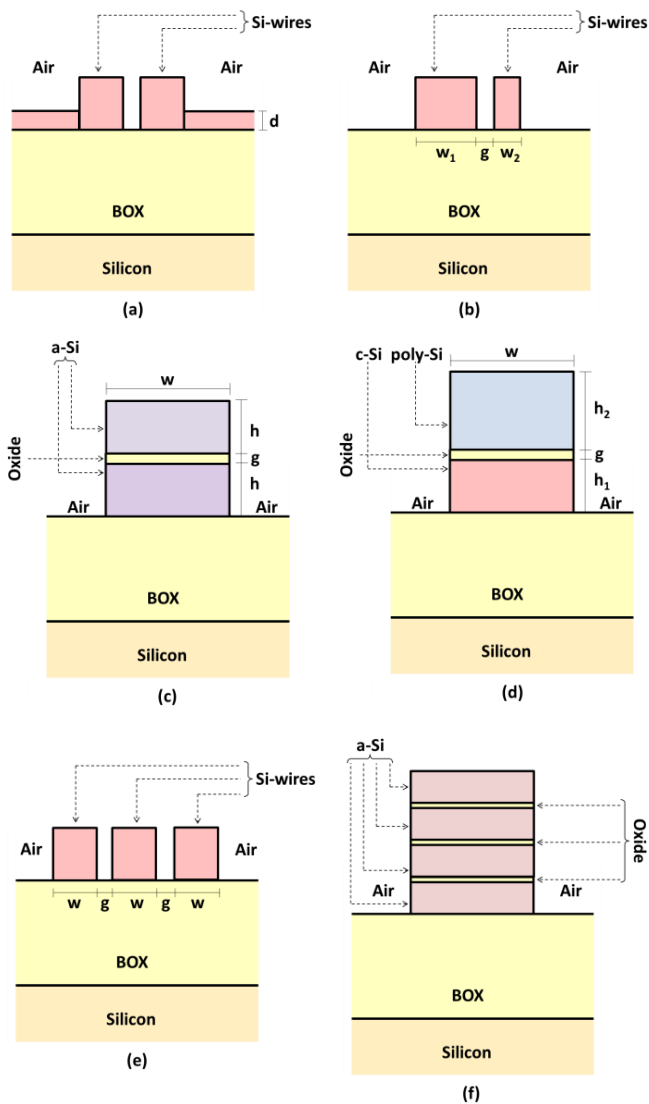 Si-wires
Air Air
d
BOX
Silicon
(a)
Si-wires
Air Air
w₁ g w₂
BOX
Silicon
(b)
a-Si
w
h
Oxide
g
h
Air Air
BOX
Silicon
(c)
c-Si poly-Si w
h₂
Oxide
g
h₁
Air Air
BOX
Silicon
(d)
Si-wires
Air Air
w g w g w
BOX
Silicon
(e)
a-Si
Oxide
Air Air
BOX
Silicon
(f)